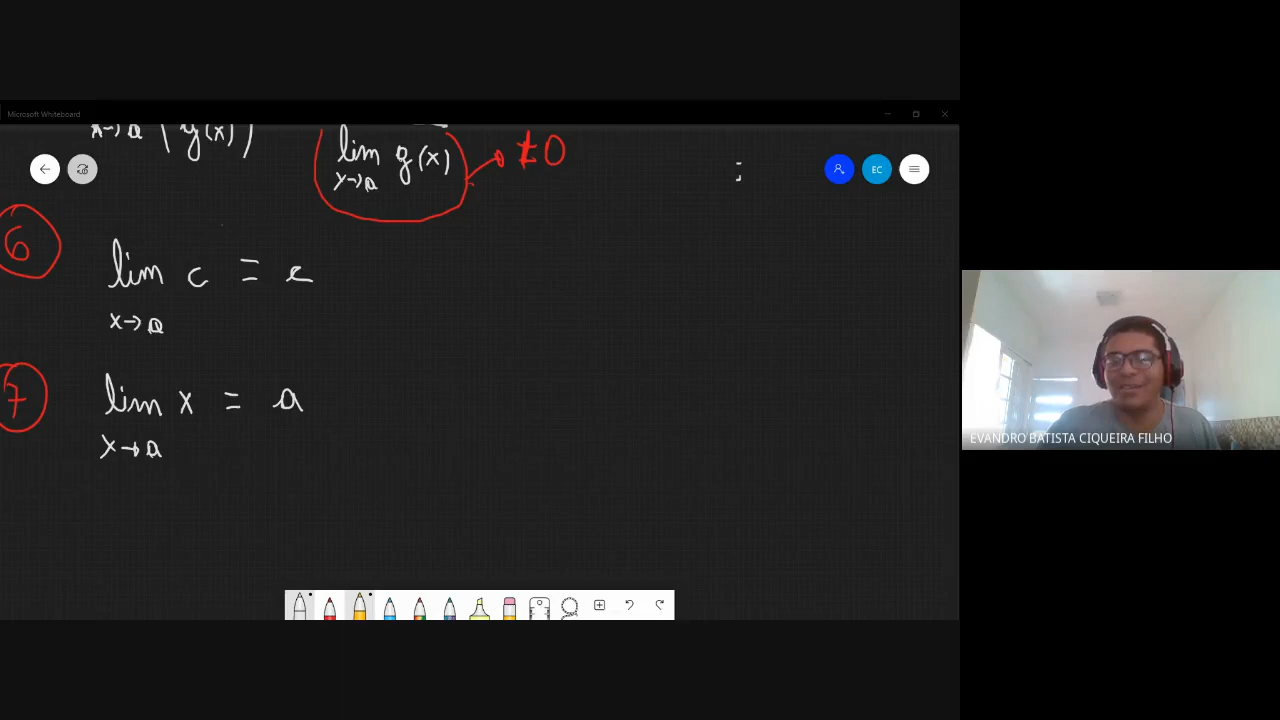 Microsoft Whiteboard
x→a ( g(x) )
lim g(x) → ≠ 0
x→a
EC
6
lim c = c
x→a
7
lim x = a
x→a
EVANDRO BATISTA CIQUEIRA FILHO